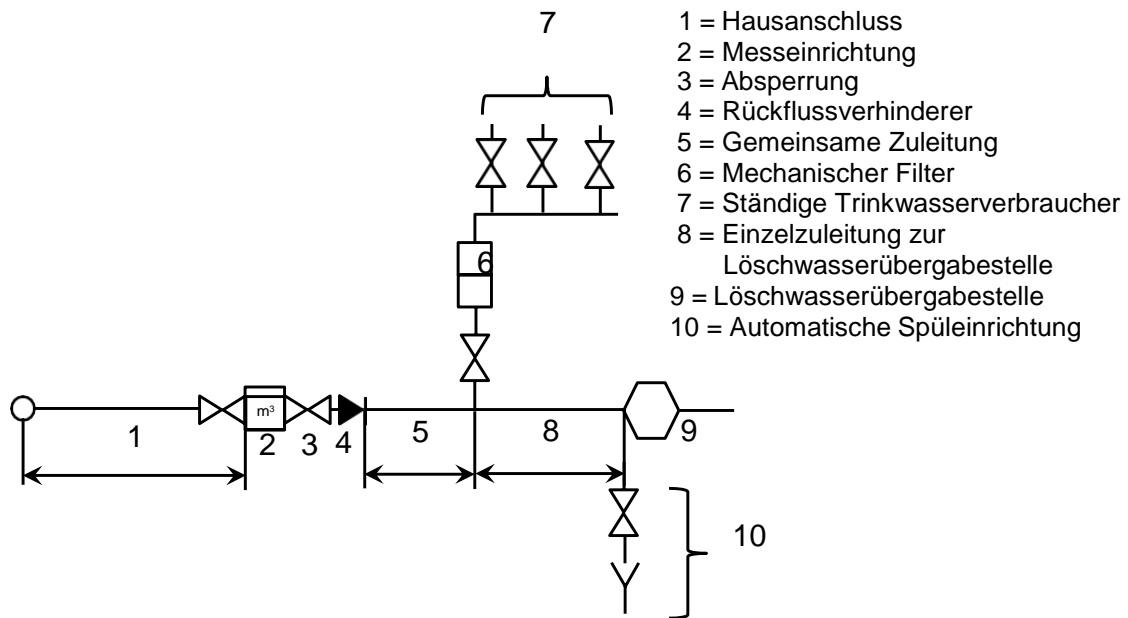 7
1 = Hausanschluss
2 = Messeinrichtung
3 = Absperrung
4 = Rückflussverhinderer
5 = Gemeinsame Zuleitung
6 = Mechanischer Filter
7 = Ständige Trinkwasserverbraucher
8 = Einzelzuleitung zur
Löschwasserübergabestelle
9 = Löschwasserübergabestelle
10 = Automatische Spüleinrichtung
6
m³
1
2
3
4
5
8
9
10